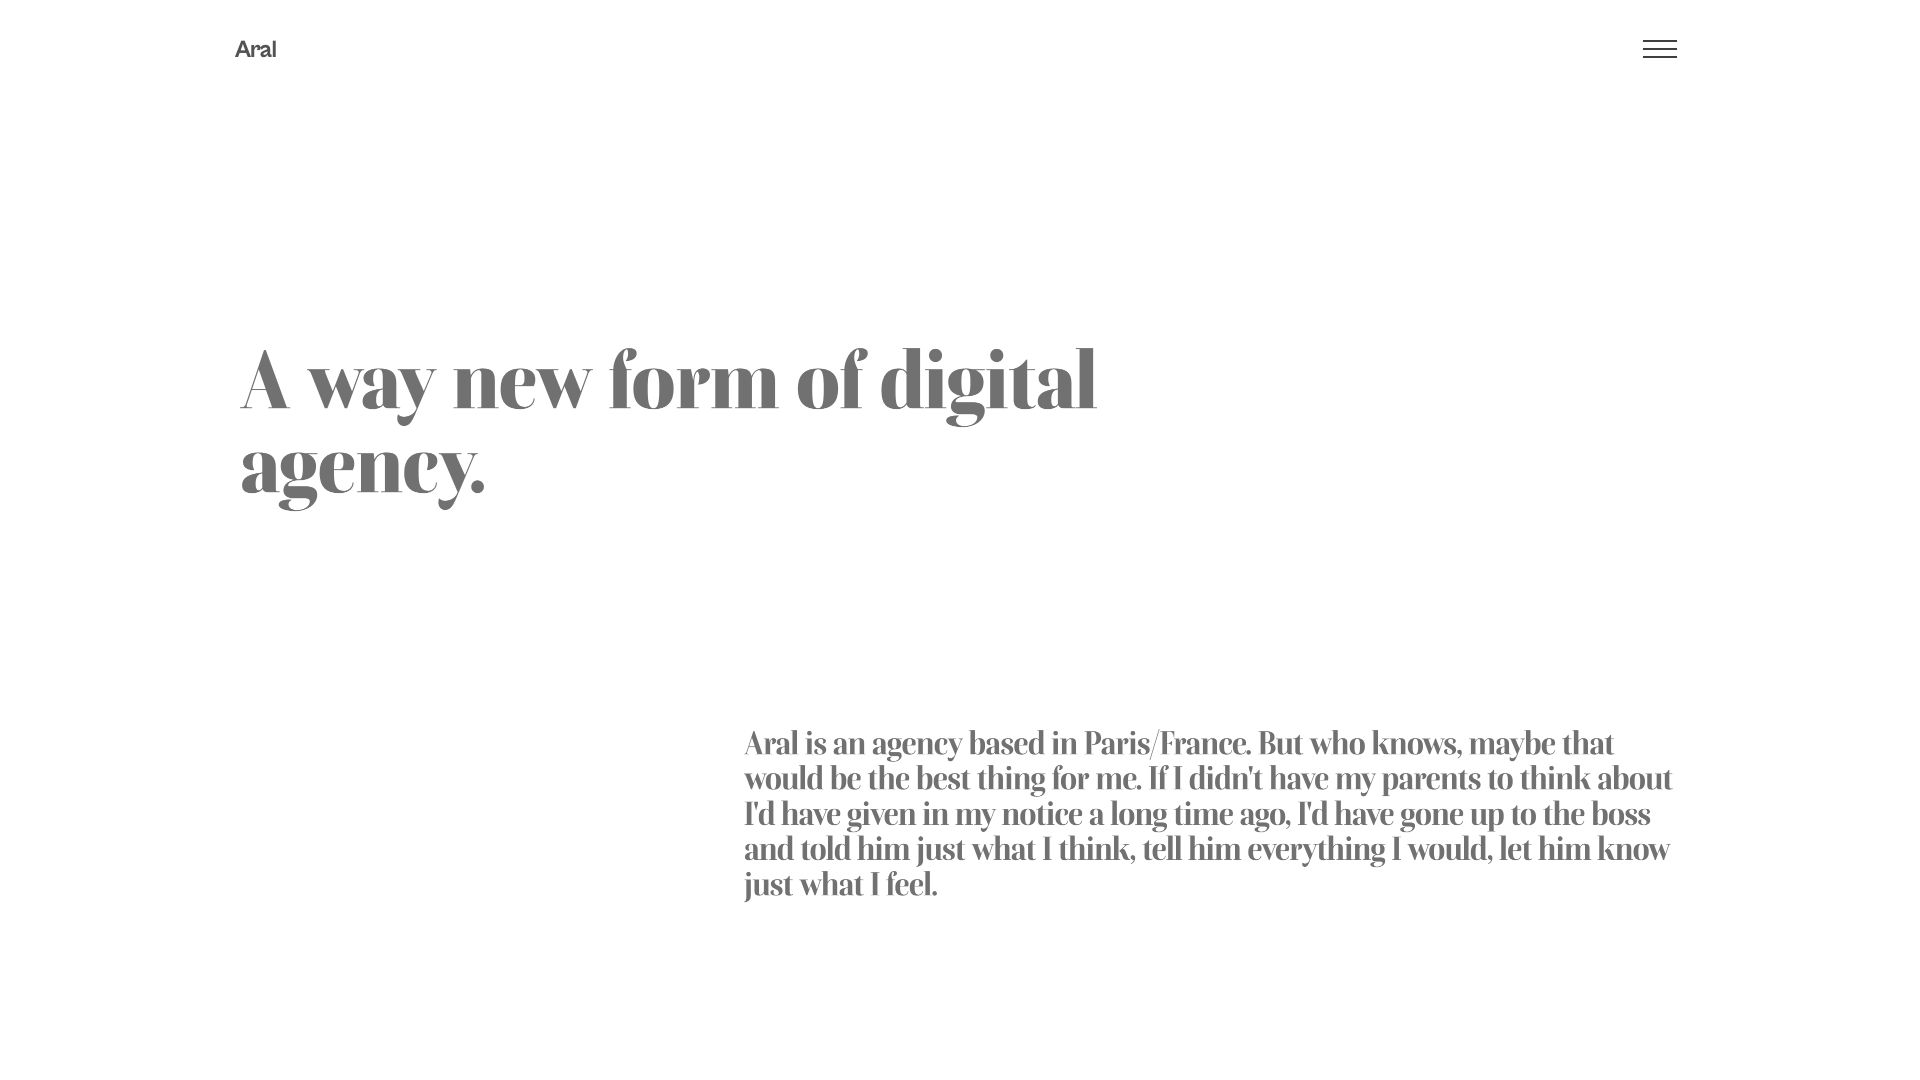 Aral
A way new form of digital
agency.
Aral is an agency based in Paris/France. But who knows, maybe that
would be the best thing for me. If I didn't have my parents to think about
I'd have given in my notice a long time ago, I'd have gone up to the boss
and told him just what I think, tell him everything I would, let him know
just what I feel.